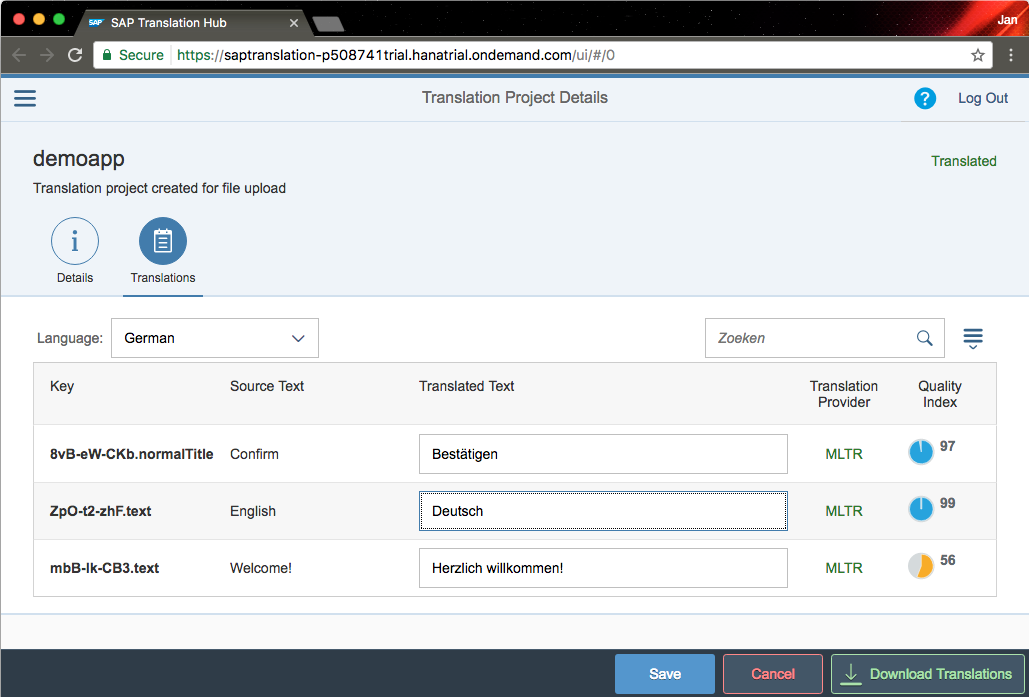 SAP SAP Translation Hub
Jan
Secure https://saptranslation-p508741trial.hanatrial.ondemand.com/ui/#/0
Translation Project Details
? Log Out
demoapp
Translated
Translation project created for file upload
i
Details Translations
Language: German
Zoeken
Key Source Text Translated Text Translation Provider Quality Index
8vB-eW-CKb.normalTitle Confirm Bestätigen MLTR 97
ZpO-t2-zhF.text English Deutsch MLTR 99
mbB-lk-CB3.text Welcome! Herzlich willkommen! MLTR 56
Save Cancel Download Translations